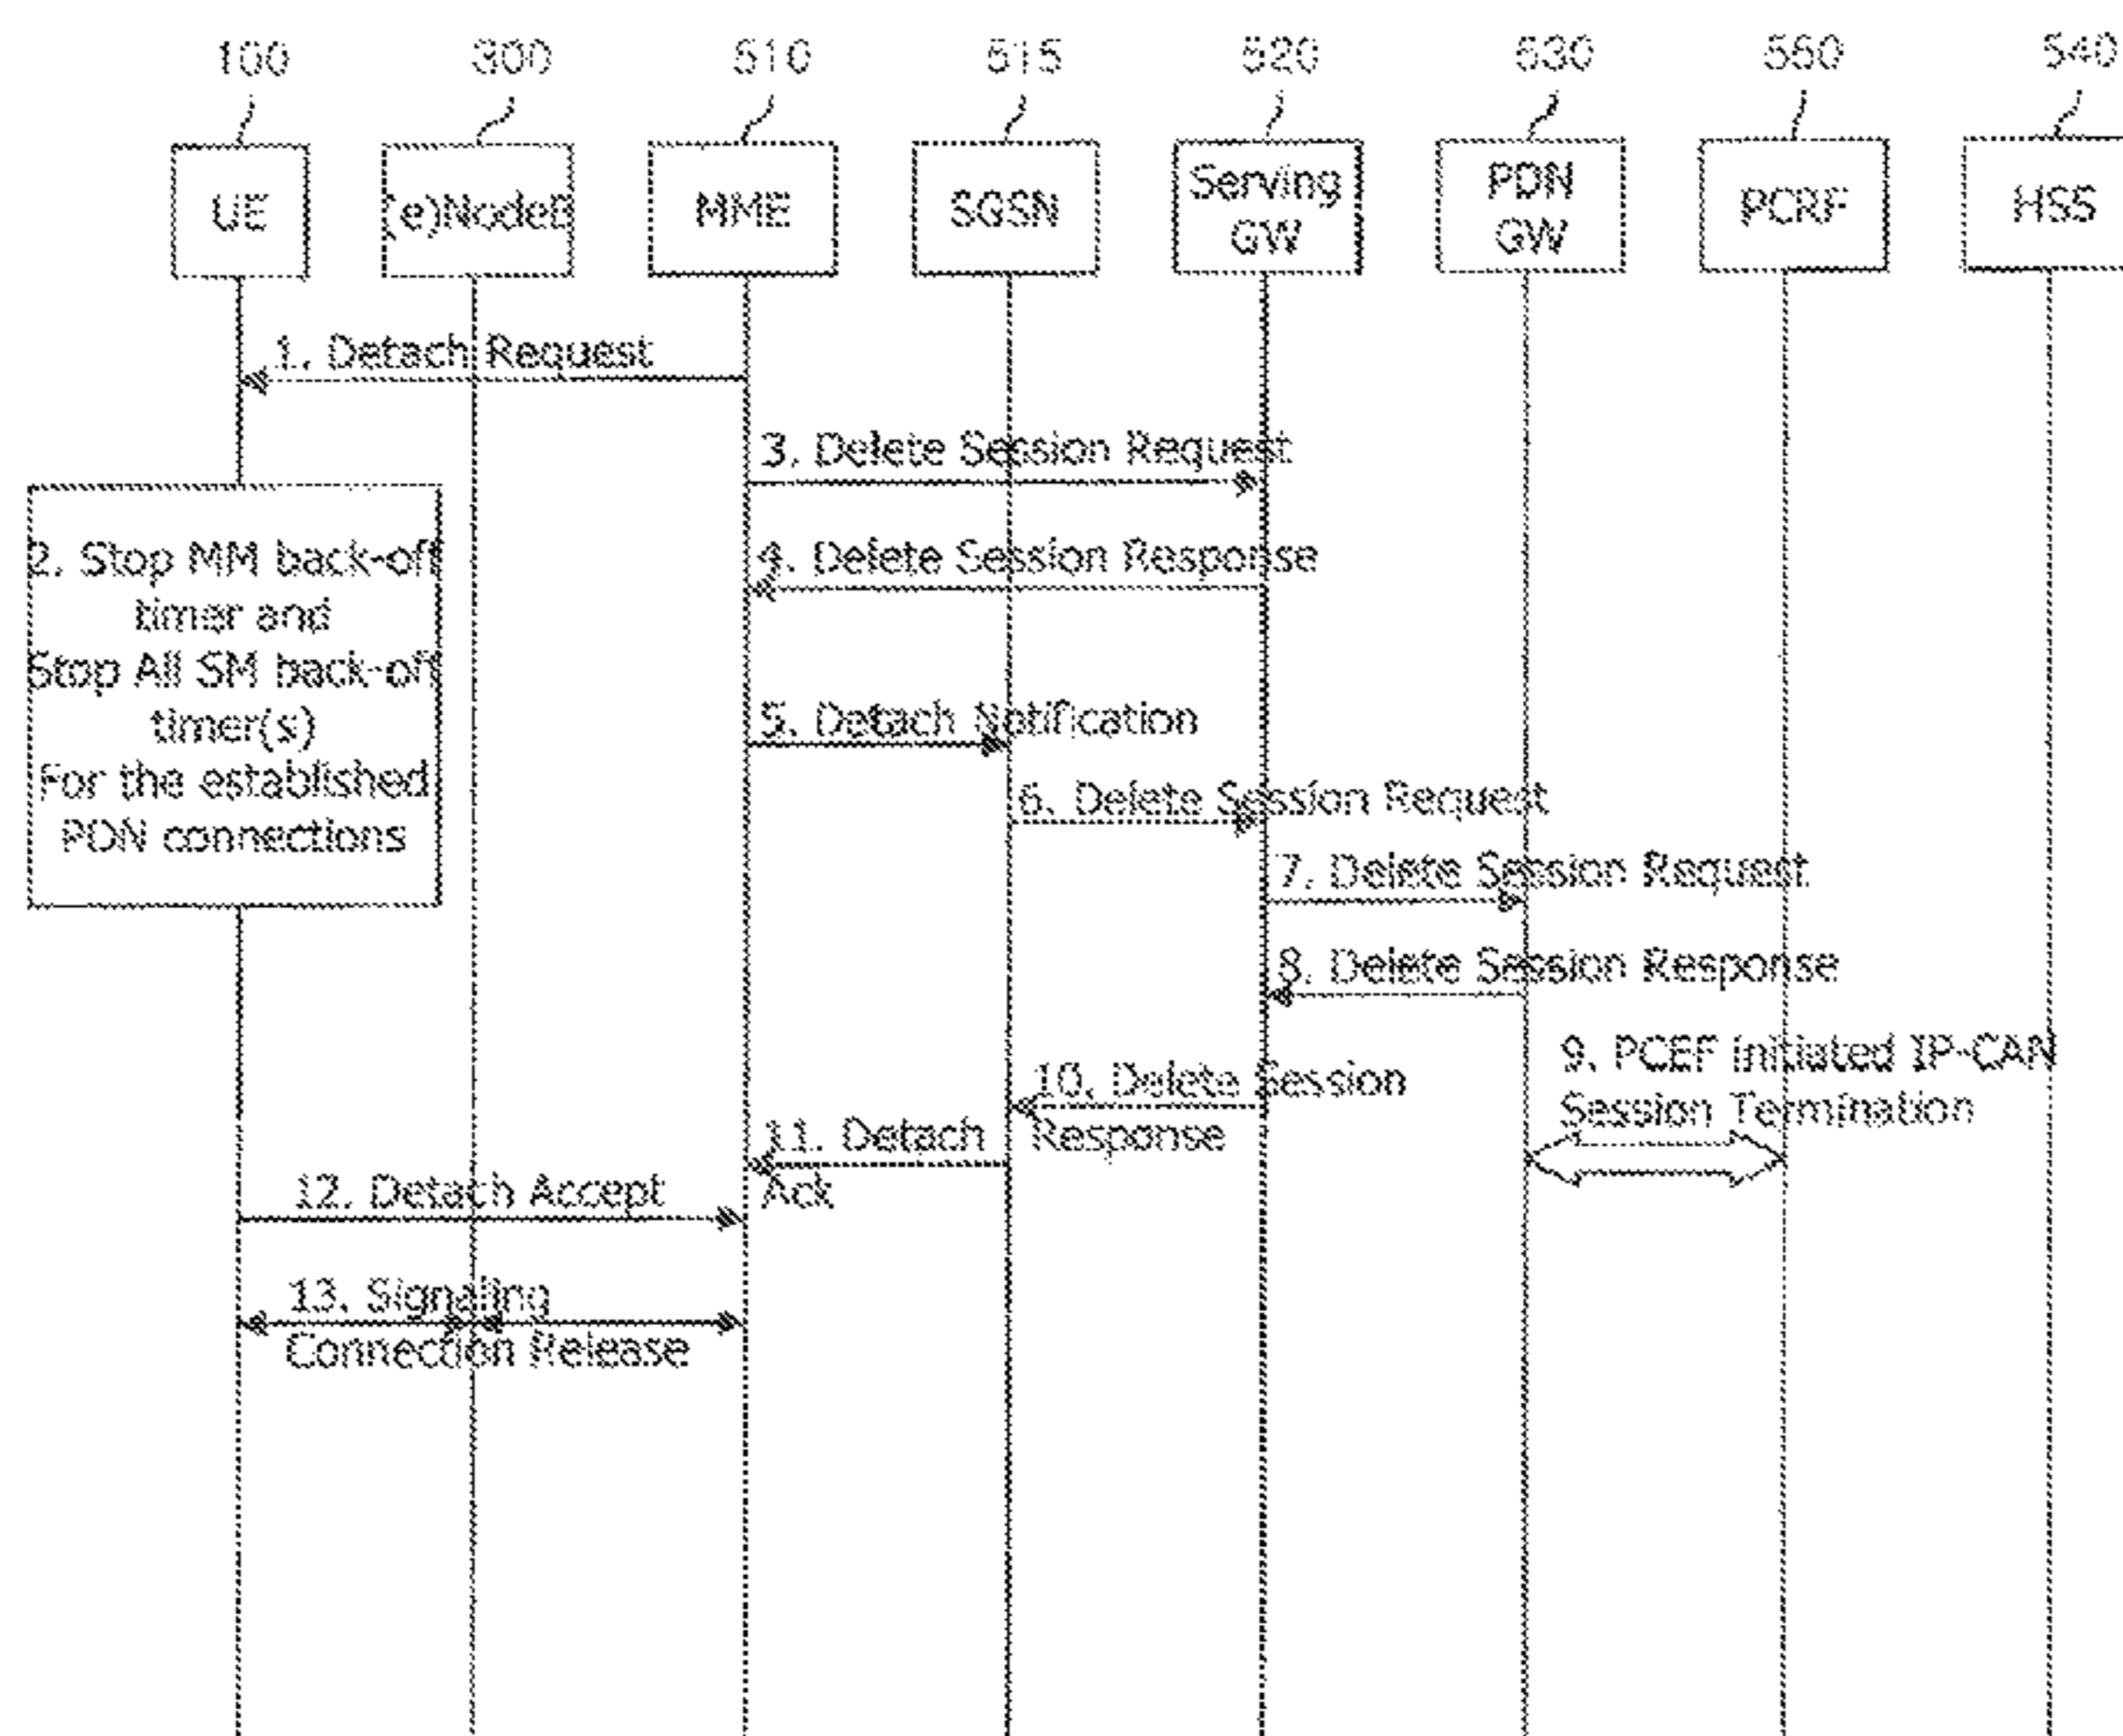 100
300
510
515
520
530
550
540
UE
(e)NodeB
MME
SGSN
Serving
GW
PDN
GW
PCRF
HSS
1. Detach Request
3. Delete Session Request
2. Stop MM back-off
timer and
Stop All SM back-off
timer(s)
For the established
PDN connections
4. Delete Session Response
5. Detach Notification
6. Delete Session Request
7. Delete Session Request
8. Delete Session Response
9. PCEF initiated IP-CAN
Session Termination
10. Delete Session
Response
11. Detach
Ack
12. Detach Accept
13. Signaling
Connection Release